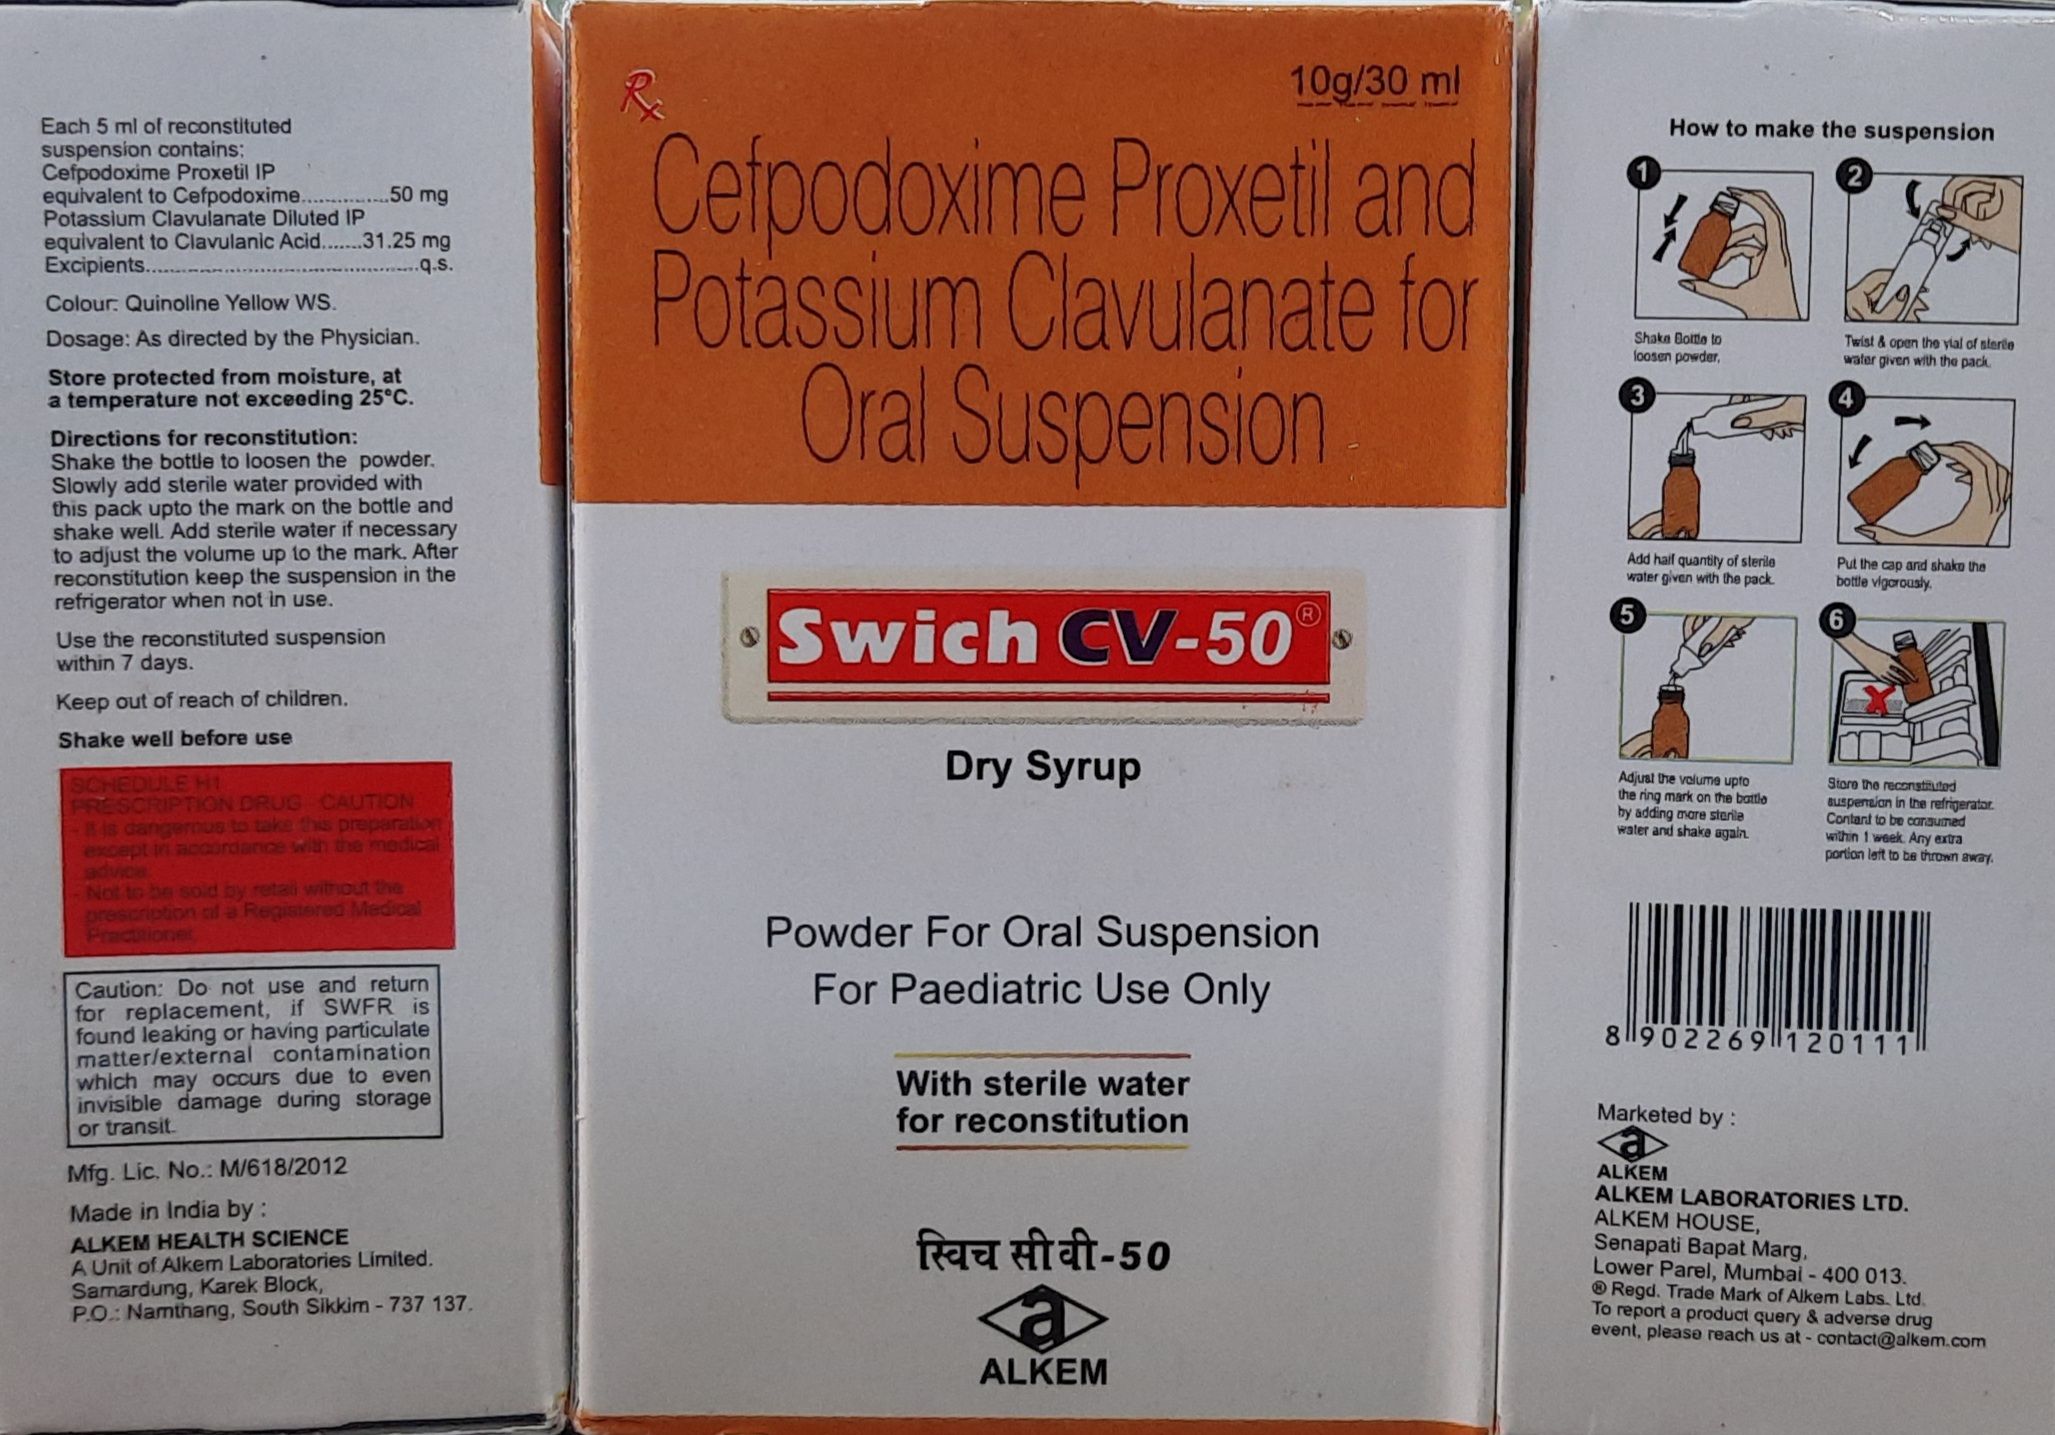 Each 5 ml of reconstituted
suspension contains:
Cefpodoxime Proxetil IP
equivalent to Cefpodoxime..............50 mg
Potassium Clavulanate Diluted IP
equivalent to Clavulanic Acid.......31.25 mg
Excipients.............................................q.s.
Colour: Quinoline Yellow WS.
Dosage: As directed by the Physician.
Store protected from moisture, at
a temperature not exceeding 25°C.
Directions for reconstitution:
Shake the bottle to loosen the powder.
Slowly add sterile water provided with
this pack upto the mark on the bottle and
shake well. Add sterile water if necessary
to adjust the volume up to the mark. After
reconstitution keep the suspension in the
refrigerator when not in use.
Use the reconstituted suspension
within 7 days.
Keep out of reach of children.
Shake well before use
SCHEDULE H1
PRESCRIPTION DRUG - CAUTION
- It is dangerous to take this preparation
except in accordance with the medical
advice.
- Not to be sold by retail without the
prescription of a Registered Medical
Practitioner.
Caution: Do not use and return
for replacement, if SWFR is
found leaking or having particulate
matter/external contamination
which may occurs due to even
invisible damage during storage
or transit.
Mfg. Lic. No.: M/618/2012
Made in India by :
ALKEM HEALTH SCIENCE
A Unit of Alkem Laboratories Limited.
Samardung, Karek Block,
P.O.: Namthang, South Sikkim - 737 137.
Rx
10g/30 ml
Cefpodoxime Proxetil and
Potassium Clavulanate for
Oral Suspension
Swich CV-50®
Dry Syrup
Powder For Oral Suspension
For Paediatric Use Only
With sterile water
for reconstitution
स्विच सी वी-50
a
ALKEM
How to make the suspension
1
Shake Bottle to
loosen powder.
2
Twist & open the vial of sterile
water given with the pack.
3
Add half quantity of sterile
water given with the pack.
4
Put the cap and shake the
bottle vigorously.
5
Adjust the volume upto
the ring mark on the bottle
by adding more sterile
water and shake again.
6
Store the reconstituted
suspension in the refrigerator.
Contant to be consumed
within 1 week. Any extra
portion left to be thrown away.
8 902269 120111
Marketed by :
a
ALKEM
ALKEM LABORATORIES LTD.
ALKEM HOUSE,
Senapati Bapat Marg,
Lower Parel, Mumbai - 400 013.
® Regd. Trade Mark of Alkem Labs. Ltd.
To report a product query & adverse drug
event, please reach us at - contact@alkem.com